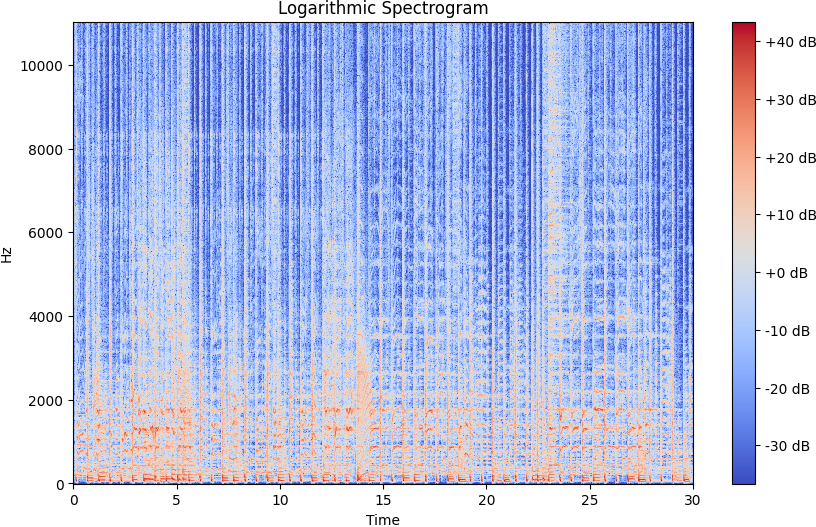 Logarithmic Spectrogram
Hz
10000
8000
6000
4000
2000
0
0 5 10 15 20 25 30
Time
+40 dB
+30 dB
+20 dB
+10 dB
+0 dB
-10 dB
-20 dB
-30 dB